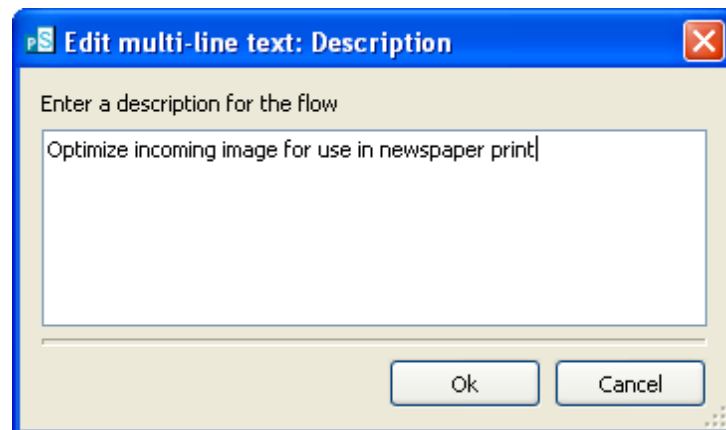 PS Edit multi-line text: Description
Enter a description for the flow
Optimize incoming image for use in newspaper print
Ok Cancel